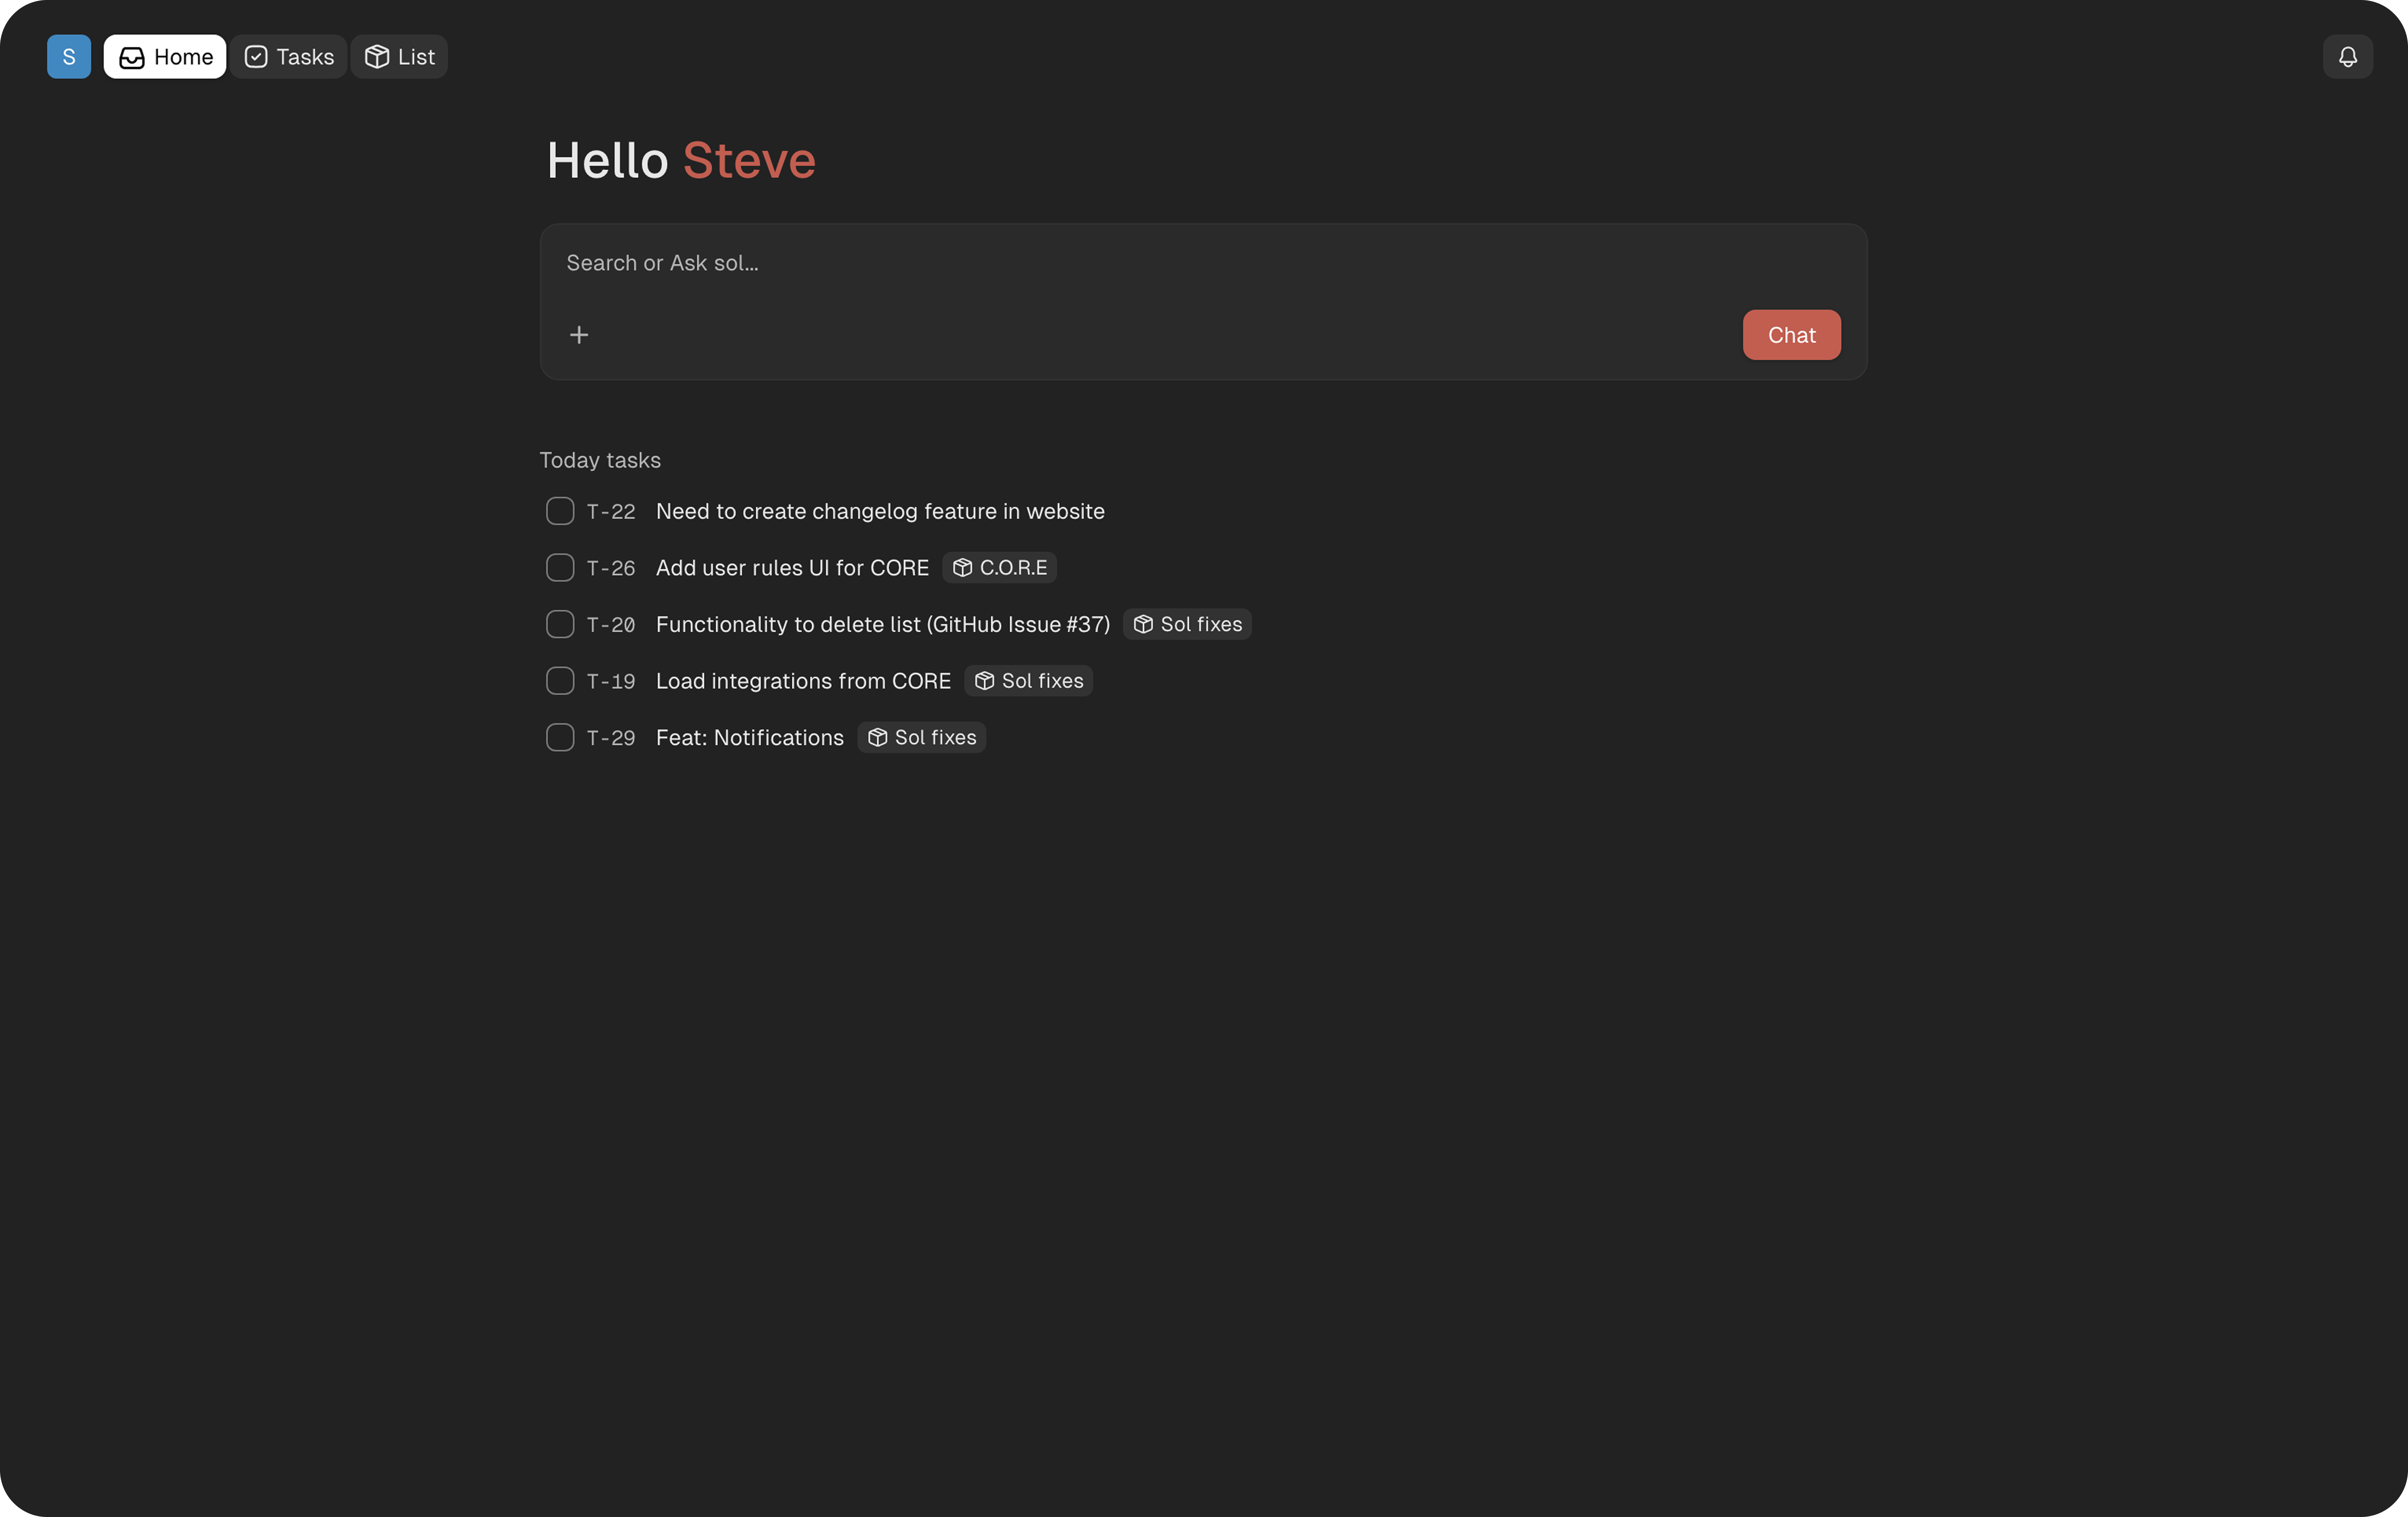 S Home Tasks List
Hello Steve
Search or Ask sol...
Chat
Today tasks
T-22 Need to create changelog feature in website
T-26 Add user rules UI for CORE C.O.R.E
T-20 Functionality to delete list (GitHub Issue #37) Sol fixes
T-19 Load integrations from CORE Sol fixes
T-29 Feat: Notifications Sol fixes